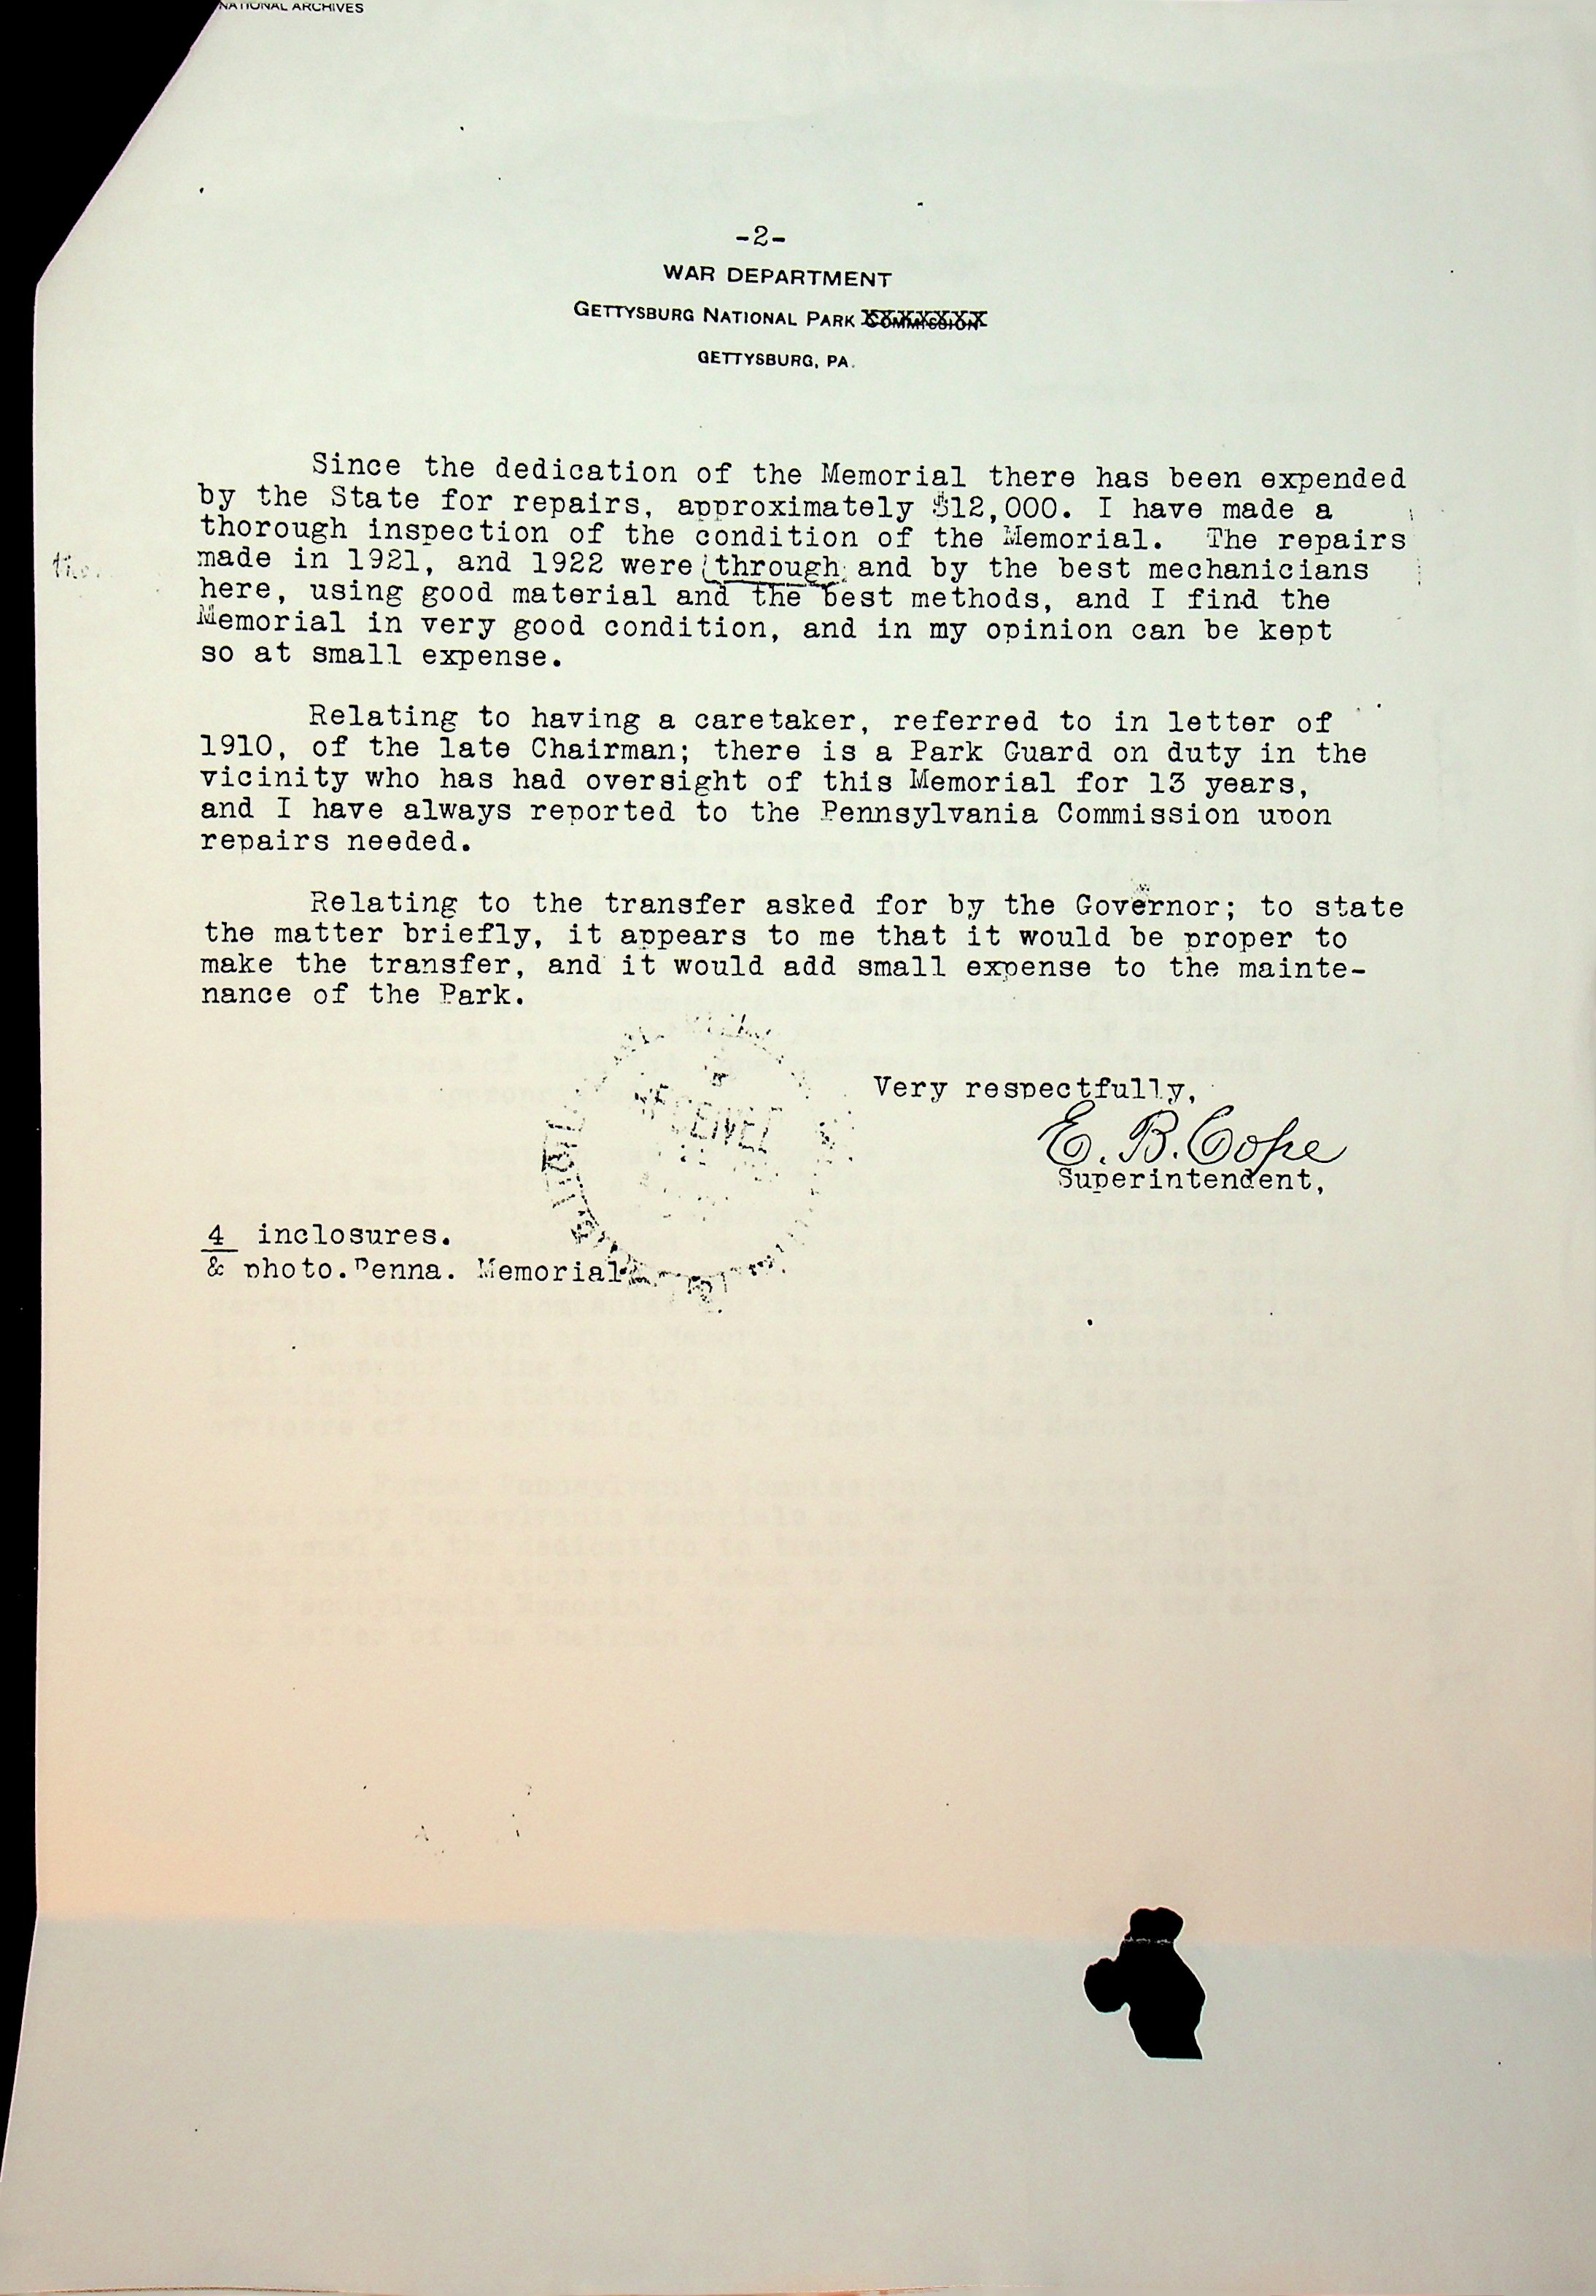 NATIONAL ARCHIVES
-2-
WAR DEPARTMENT
GETTYSBURG NATIONAL PARK COMMISSION
GETTYSBURG, PA.
Since the dedication of the Memorial there has been expended
by the State for repairs, approximately $12,000. I have made a
thorough inspection of the condition of the Memorial. The repairs
made in 1921, and 1922 were through and by the best mechanicians
here, using good material and the best methods, and I find the
Memorial in very good condition, and in my opinion can be kept
so at small expense.
Relating to having a caretaker, referred to in letter of
1910, of the late Chairman; there is a Park Guard on duty in the
vicinity who has had oversight of this Memorial for 13 years,
and I have always reported to the Pennsylvania Commission upon
repairs needed.
Relating to the transfer asked for by the Governor; to state
the matter briefly, it appears to me that it would be proper to
make the transfer, and it would add small expense to the mainte-
nance of the Park.
Very respectfully,
E. B. Cope
Superintendent,
4 inclosures.
& photo.Penna. Memorial